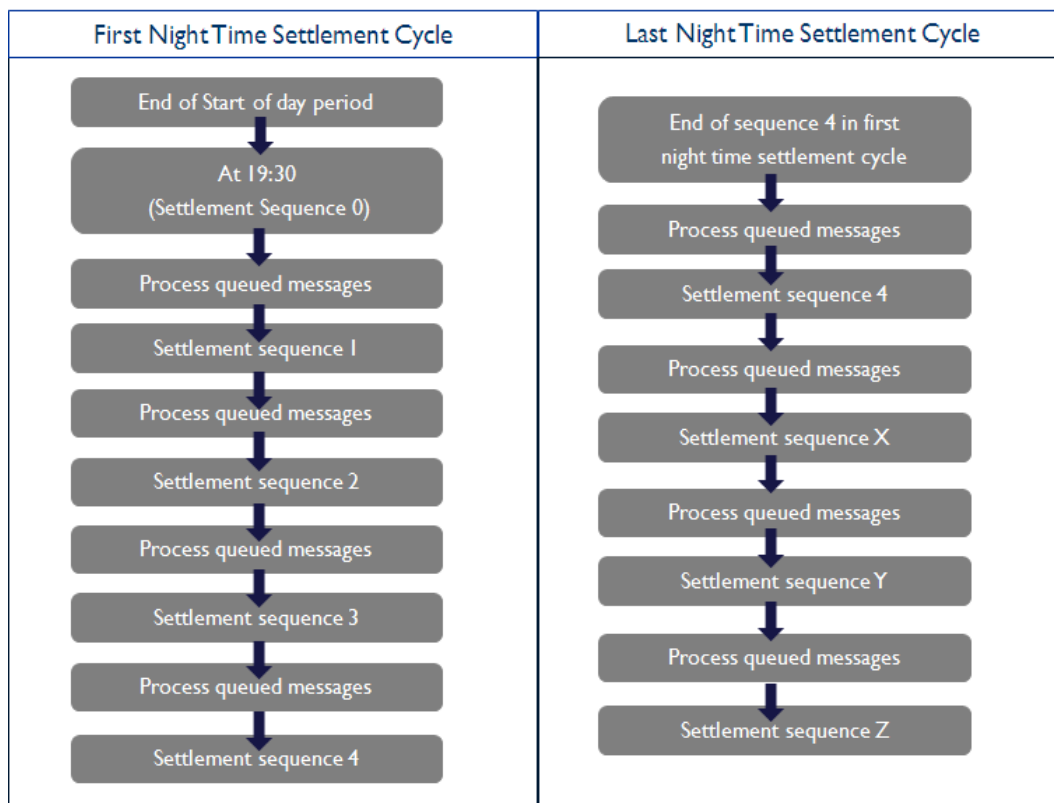 First Night Time Settlement Cycle
End of Start of day period
At 19:30
(Settlement Sequence 0)
Process queued messages
Settlement sequence 1
Process queued messages
Settlement sequence 2
Process queued messages
Settlement sequence 3
Process queued messages
Settlement sequence 4
Last Night Time Settlement Cycle
End of sequence 4 in first
night time settlement cycle
Process queued messages
Settlement sequence 4
Process queued messages
Settlement sequence X
Process queued messages
Settlement sequence Y
Process queued messages
Settlement sequence Z